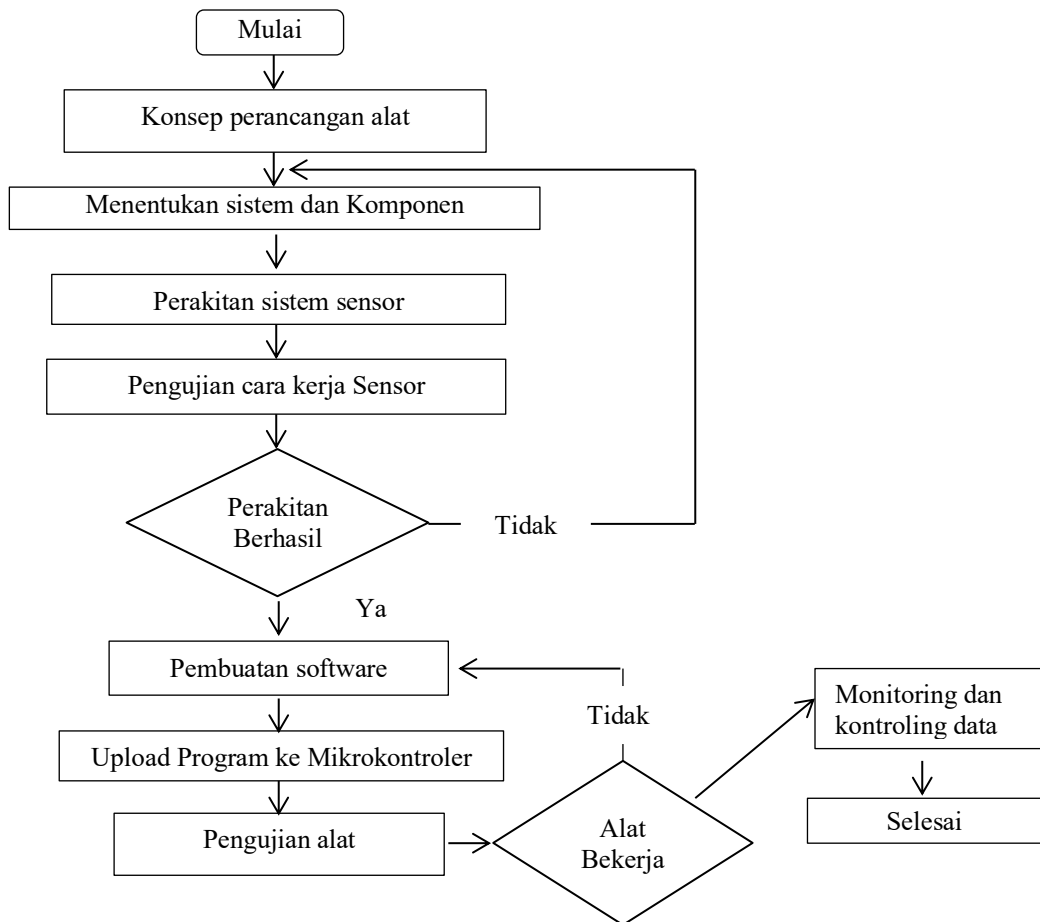 Mulai
Konsep perancangan alat
Menentukan sistem dan Komponen
Perakitan sistem sensor
Pengujian cara kerja Sensor
Perakitan
Berhasil
Tidak
Ya
Pembuatan software
Tidak
Upload Program ke Mikrokontroler
Pengujian alat
Alat
Bekerja
Monitoring dan
kontroling data
Selesai